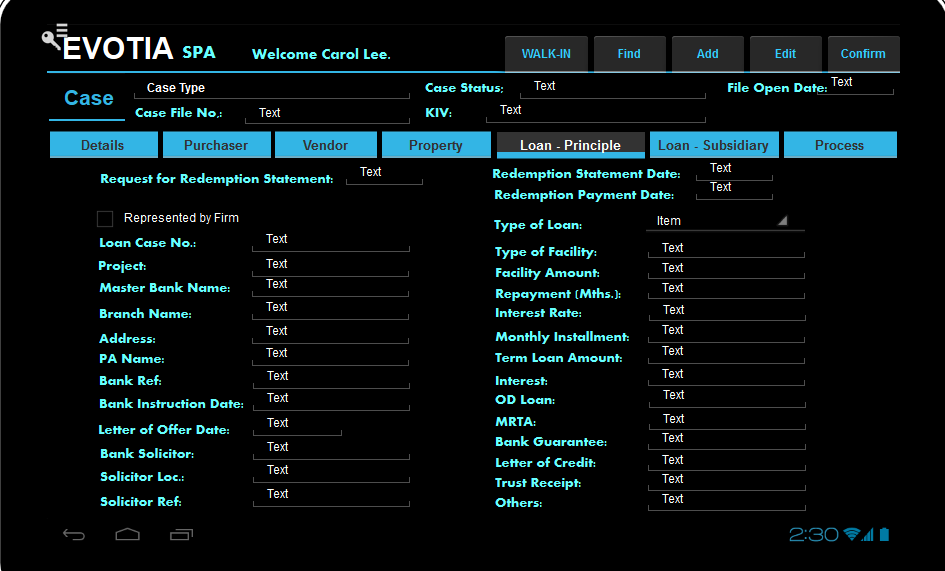 EVOTIA SPA Welcome Carol Lee. WALK-IN Find Add Edit Confirm
Case Case Type Case Status; Text File Open Date: Text
Case File No,: Text KIV: Text
Details Purchaser Vendor Property Loan - Principle Loan - Subsidiary Process
Request for Redemption Statement: Text Redemption Statement Date: Text
Redemption Payment Date: Text
Represented by Firm Type of Loan: Item
Loan Case No.: Text Type of Facility: Text
Project: Text Facility Amount: Text
Master Bank Name: Text Repayment (Mths.): Text
Branch Name: Text Interest Rate: Text
Address: Text Monthly Installment: Text
PA Name: Text Term Loan Amount: Text
Bank Ref: Text Interest: Text
Bank Instruction Date: Text OD Loan: Text
Letter of Offer Date: Text MRTA: Text
Bank Solicitor: Text Bank Guarantee: Text
Solicitor Loc.: Text Letter of Credit: Text
Solicitor Ref: Text Trust Receipt: Text
Others: Text
2:30